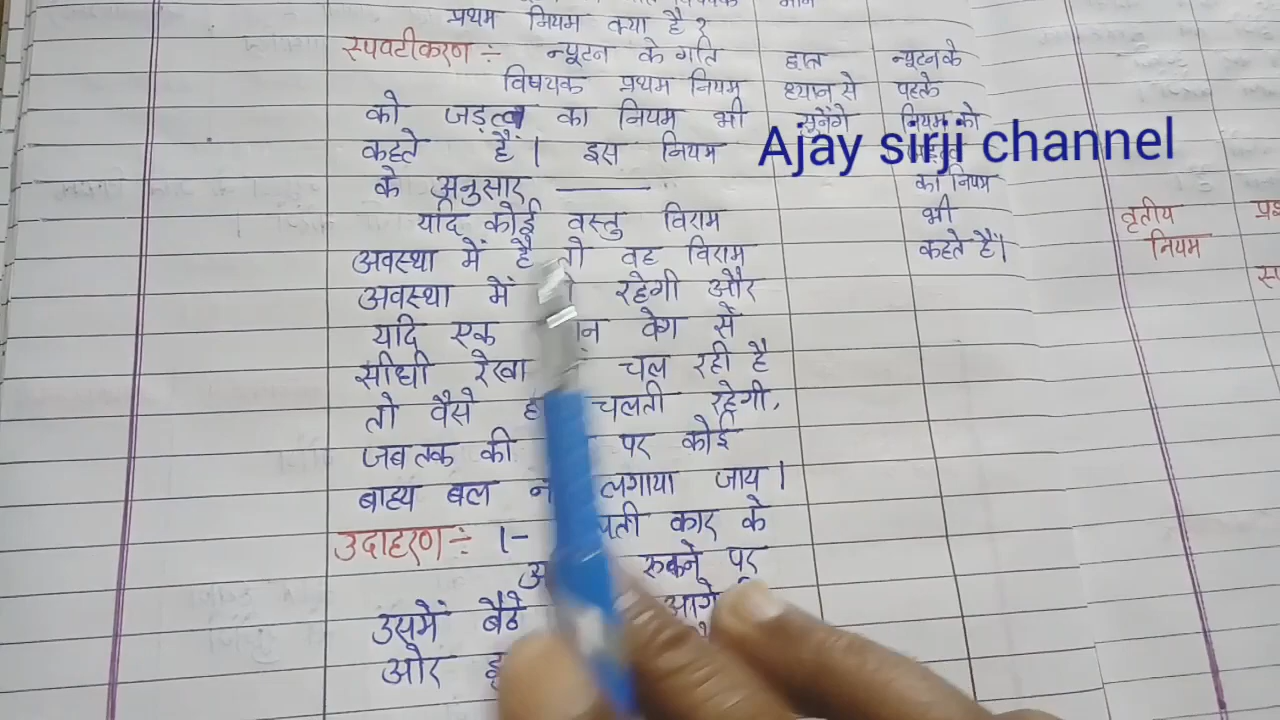 प्रथम नियम क्या है?
स्पष्टीकरण ÷ न्यूटन के गति
विषयक प्रथम नियम
को जड़त्व का नियम भी
कहते हैं। इस नियम
के अनुसार ———
यदि कोई वस्तु विराम
अवस्था में है तो वह विराम
अवस्था में रहेगी और
यदि एक वेग से
सीधी रेखा चल रही है
तो वैसे चलती रहेगी,
जब तक की पर कोई
बाह्य बल लगाया जाय।
उदाहरण ÷ 1- कार के
रुकने पर
उसमें बैठे आगे
ओर
छात्र
ध्यान से
सुनेंगे
न्यूटन के
पहले
नियम को
का नियम
भी
कहते हैं।
Ajay sirji channel
तृतीय
नियम